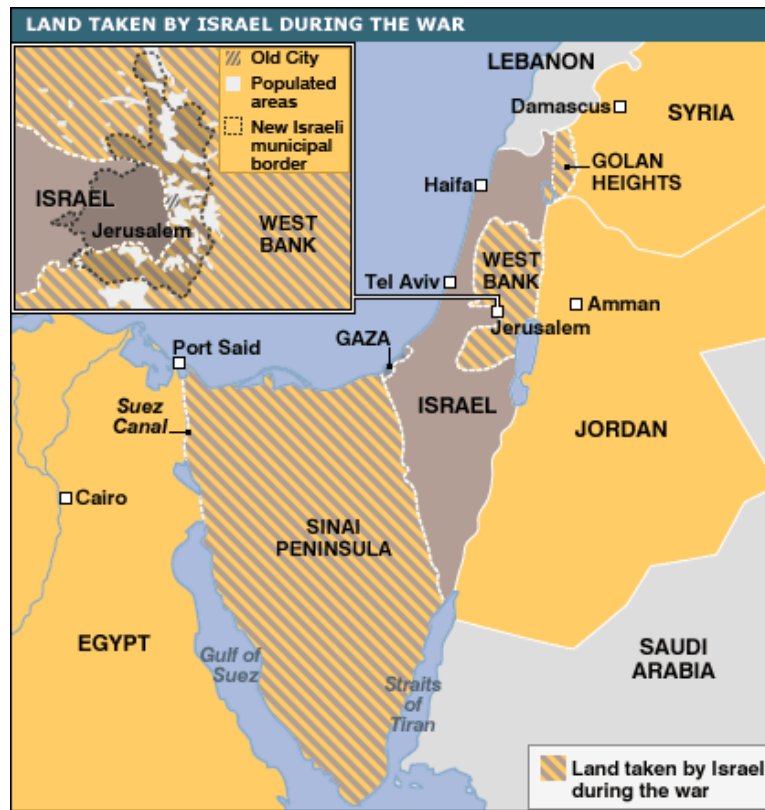 LAND TAKEN BY ISRAEL DURING THE WAR
Old City
Populated
areas
New Israeli
municipal
border
ISRAEL
Jerusalem
WEST
BANK
LEBANON
Damascus
SYRIA
GOLAN
HEIGHTS
Haifa
WEST
BANK
Tel Aviv
Amman
Jerusalem
GAZA
Port Said
Suez
Canal
ISRAEL
JORDAN
Cairo
SINAI
PENINSULA
EGYPT
Gulf of
Suez
Straits
of
Tiran
SAUDI
ARABIA
Land taken by Israel
during the war